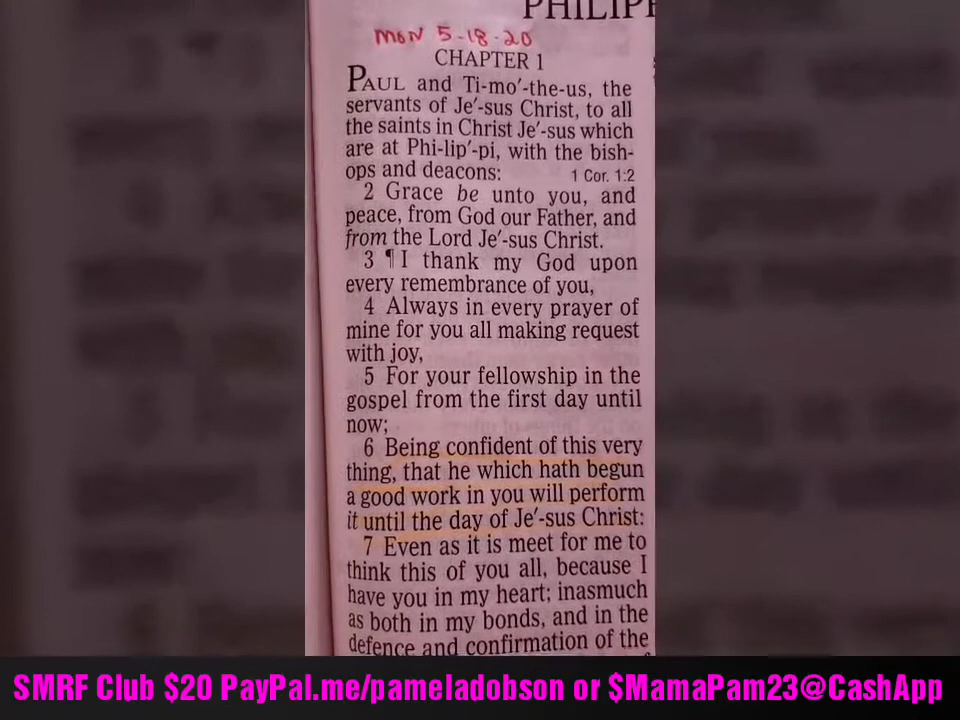 PHILIPP
MON 5-18-20
CHAPTER 1
PAUL and Ti-mo′-the-us, the
servants of Je′-sus Christ, to all
the saints in Christ Je′-sus which
are at Phi-lip′-pi, with the bish-
ops and deacons: 1 Cor. 1:2
2 Grace be unto you, and
peace, from God our Father, and
from the Lord Je′-sus Christ.
3 ¶ I thank my God upon
every remembrance of you,
4 Always in every prayer of
mine for you all making request
with joy,
5 For your fellowship in the
gospel from the first day until
now;
6 Being confident of this very
thing, that he which hath begun
a good work in you will perform
it until the day of Je′-sus Christ:
7 Even as it is meet for me to
think this of you all, because I
have you in my heart; inasmuch
as both in my bonds, and in the
defence and confirmation of the
SMRF Club $20 PayPal.me/pameladobson or $MamaPam23@CashApp